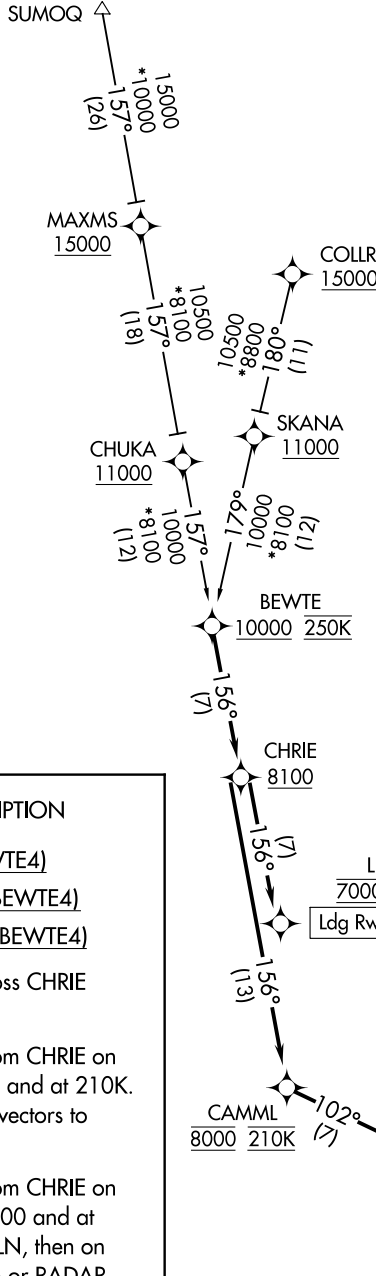 SUMOQ
15000
*10000
157°
(26)
MAXMS
15000
COLLR
15000
10500
*8100
157°
(18)
10500
*8800
180°
(11)
SKANA
11000
CHUKA
11000
10000
*8100
157°
(12)
179°
10000
*8100
(12)
BEWTE
10000 250K
156°
(7)
CHRIE
8100
(7)
156°
L
7000
Ldg Rw
156°
(13)
CAMML
8000 210K
102°
(7)
IPTION
WTE4)
BEWTE4)
BEWTE4)
oss CHRIE
om CHRIE on
and at 210K.
vectors to
om CHRIE on
00 and at
LN, then on
or RADAR